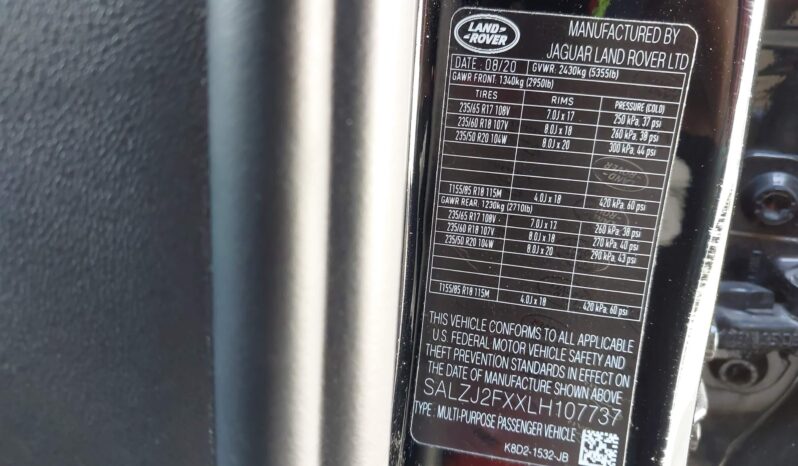 LAND
ROVER
MANUFACTURED BY
JAGUAR LAND ROVER LTD
DATE : 08/20 GVWR: 2430kg (5355lb)
GAWR FRONT: 1340kg (2950lb)
TIRES RIMS PRESSURE (COLD)
235/65 R17 108V 7.0J x 17 250 kPa, 37 psi
235/60 R18 107V 8.0J x 18 260 kPa, 38 psi
235/50 R20 104W 8.0J x 20 300 kPa, 44 psi
T155/85 R18 115M 4.0J x 18 420 kPa, 60 psi
GAWR REAR: 1230kg (2710lb)
235/65 R17 108V 7.0J x 17 260 kPa, 38 psi
235/60 R18 107V 8.0J x 18 270 kPa, 40 psi
235/50 R20 104W 8.0J x 20 290 kPa, 43 psi
T155/85 R18 115M 4.0J x 18 420 kPa, 60 psi
THIS VEHICLE CONFORMS TO ALL APPLICABLE
U.S. FEDERAL MOTOR VEHICLE SAFETY AND
THEFT PREVENTION STANDARDS IN EFFECT ON
THE DATE OF MANUFACTURE SHOWN ABOVE
SALZJ2FXXLH107737
TYPE : MULTI-PURPOSE PASSENGER VEHICLE
K8D2-1532-JB